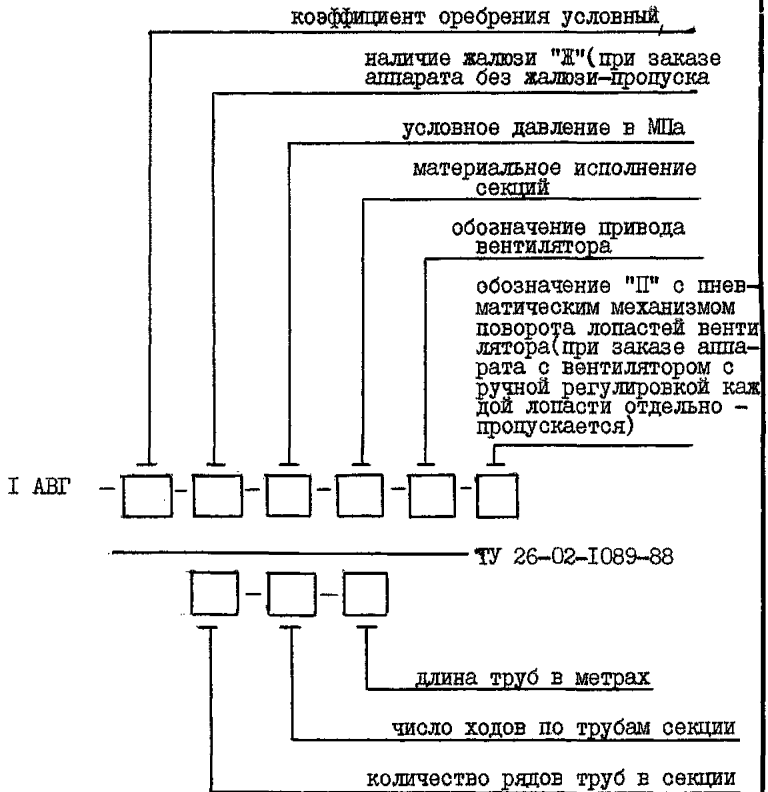 коэффициент оребрения условный
наличие жалюзи "Ж"(при заказе
аппарата без жалюзи-пропуска
условное давление в МПа
материальное исполнение
секций
обозначение привода
вентилятора
обозначение "П" с пнев-
матическим механизмом
поворота лопастей венти
лятора(при заказе аппа-
рата с вентилятором с
ручной регулировкой каж
дой лопасти отдельно -
пропускается)
I АВГ - - - - - -
ТУ 26-02-I089-88
- -
длина труб в метрах
число ходов по трубам секции
количество рядов труб в секции